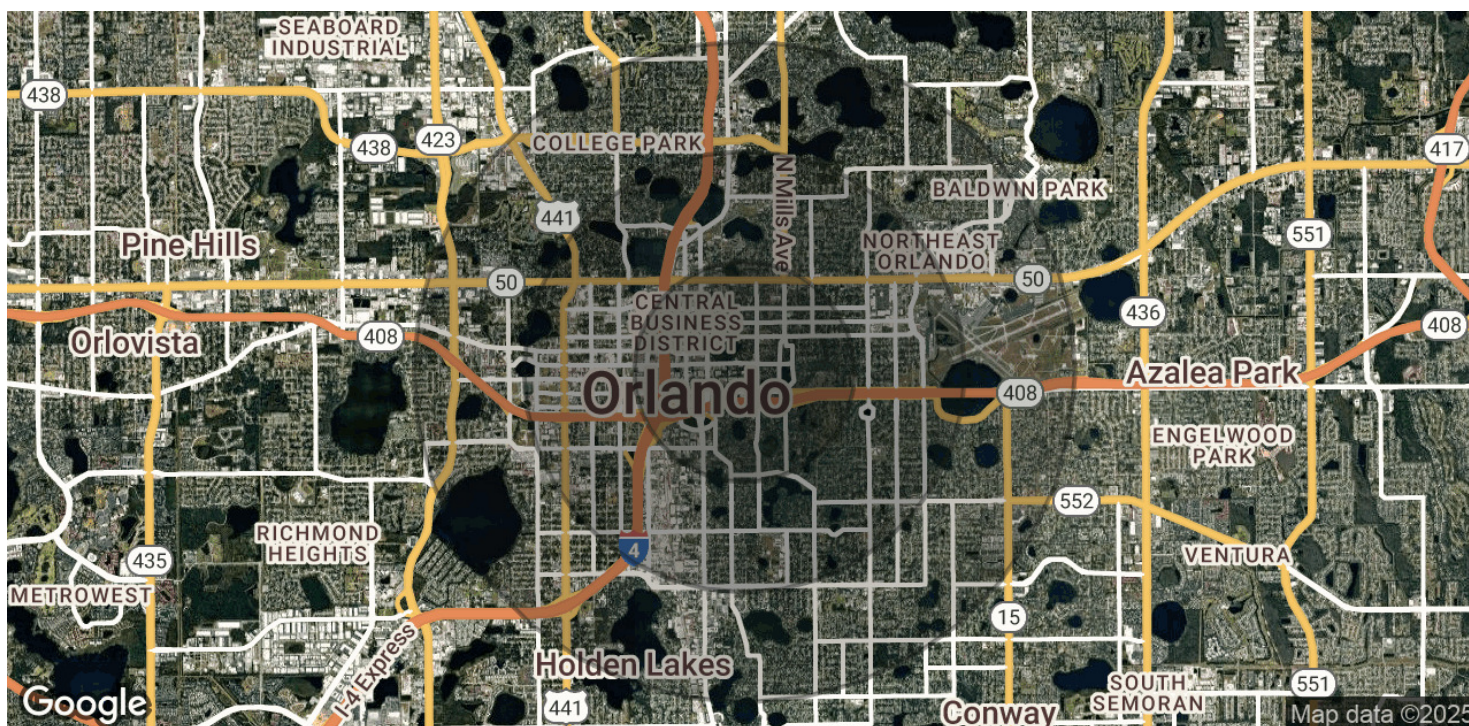 SEABOARD
INDUSTRIAL
438
423
438
COLLEGE PARK
417
N Mills Ave
BALDWIN PARK
441
551
Pine Hills
NORTHEAST
ORLANDO
50
50
CENTRAL
BUSINESS
DISTRICT
436
408
408
Orlovista
Orlando
408
Azalea Park
ENGELWOOD
PARK
552
RICHMOND
HEIGHTS
4
435
VENTURA
METROWEST
15
I-4 Express
Holden Lakes
441
Conway
SOUTH
SEMORAN
551
Google
Map data ©2025